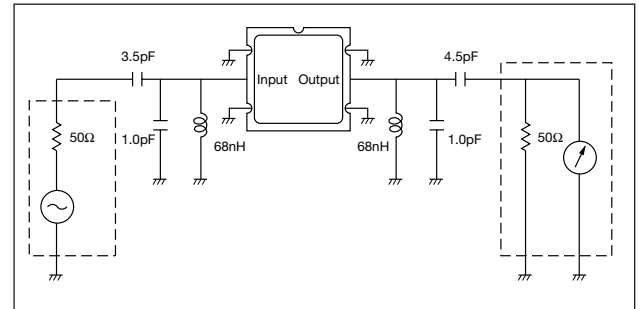 3.5pF
4.5pF
Input Output
50Ω
1.0pF
68nH
68nH
1.0pF
50Ω